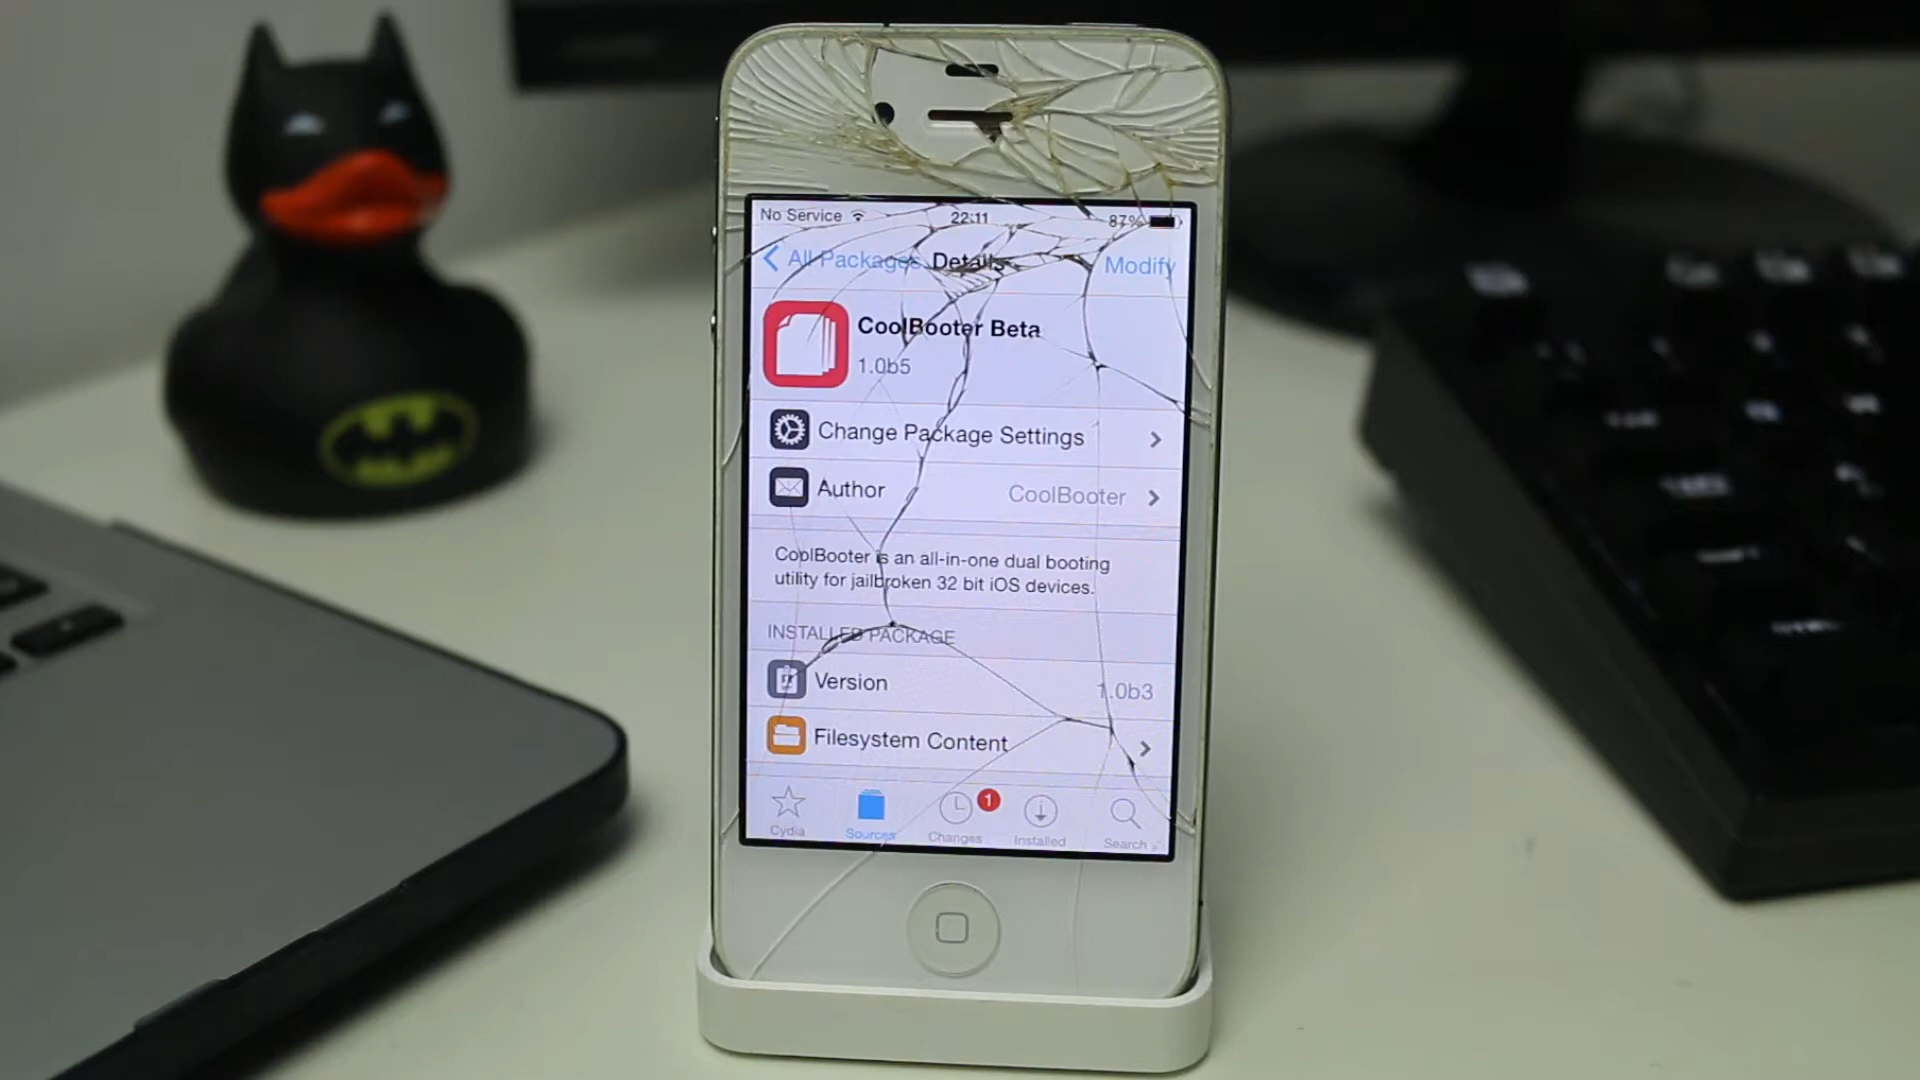 No Service 22:11 87%
All Packages Details Modify
CoolBooter Beta
1.0b5
Change Package Settings
Author CoolBooter
CoolBooter is an all-in-one dual booting
utility for jailbroken 32 bit iOS devices.
INSTALLED PACKAGE
Version 1.0b3
Filesystem Content
1
Cydia Sources Changes Installed Search